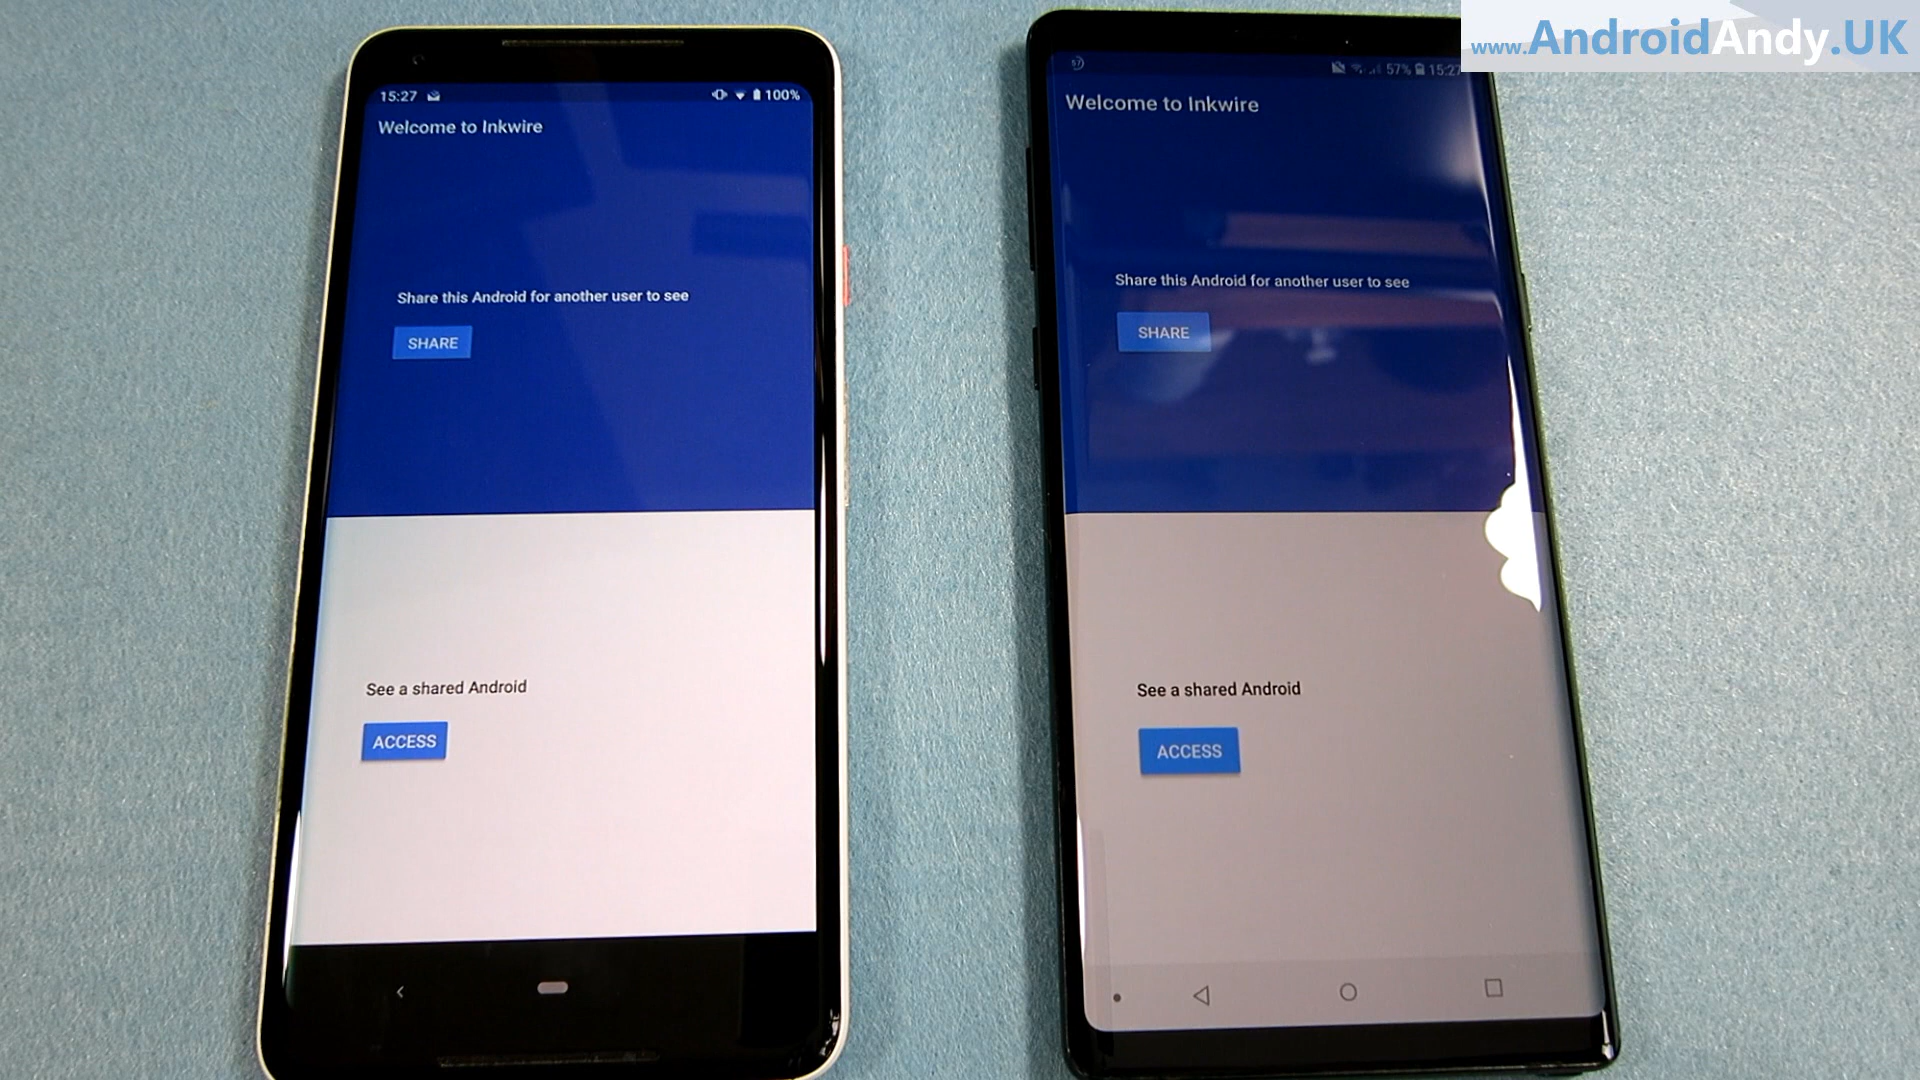 www.AndroidAndy.UK
15:27
100%
Welcome to Inkwire
Share this Android for another user to see
SHARE
See a shared Android
ACCESS
57
57% 15:27
Welcome to Inkwire
Share this Android for another user to see
SHARE
See a shared Android
ACCESS